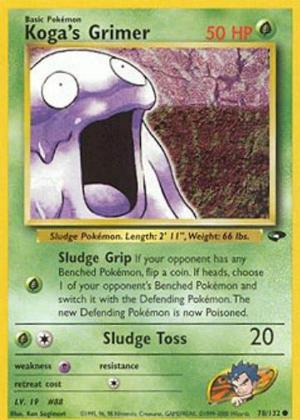 Basic Pokémon
Koga's Grimer 50 HP
Sludge Pokémon. Length: 2' 11", Weight: 66 lbs.
Sludge Grip If your opponent has any
Benched Pokémon, flip a coin. If heads, choose
1 of your opponent's Benched Pokémon and
switch it with the Defending Pokémon. The new
Defending Pokémon is now Poisoned.
Sludge Toss 20
weakness resistance
retreat cost
LV. 19 #88
Illus. Ken Sugimori
78/132